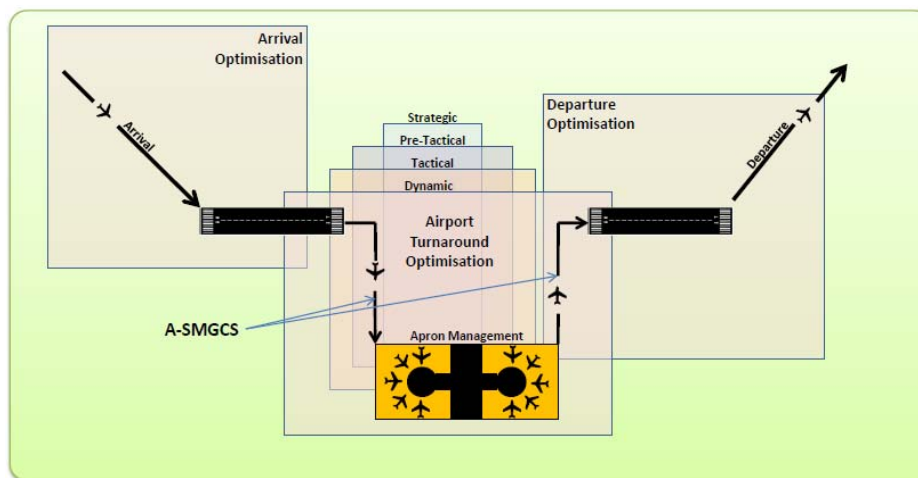 Arrival
Optimisation
Arrival
Strategic
Pre-Tactical
Tactical
Dynamic
Airport
Turnaround
Optimisation
Departure
Optimisation
Departure
A-SMGCS
Apron Management